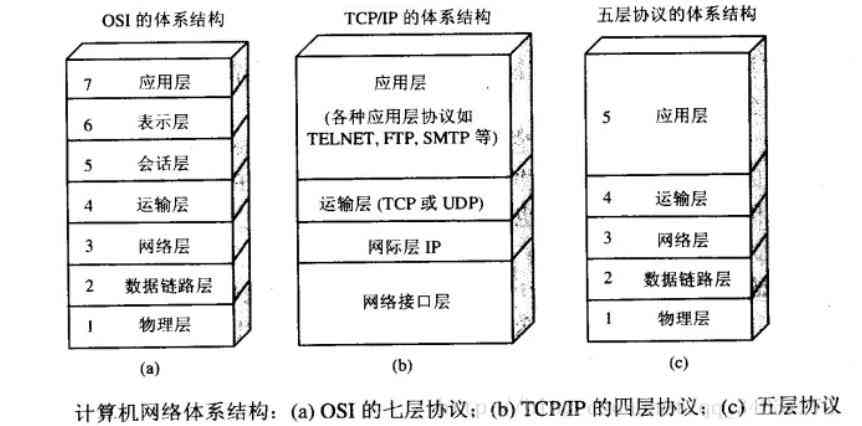 OSI 的体系结构
TCP/IP 的体系结构
五层协议的体系结构
7 应用层
6 表示层
5 会话层
4 运输层
3 网络层
2 数据链路层
1 物理层
(a)
应用层
(各种应用层协议如
TELNET, FTP, SMTP 等)
运输层 (TCP 或 UDP)
网际层 IP
网络接口层
(b)
5 应用层
4 运输层
3 网络层
2 数据链路层
1 物理层
(c)
计算机网络体系结构：(a) OSI 的七层协议；(b) TCP/IP 的四层协议；(c) 五层协议